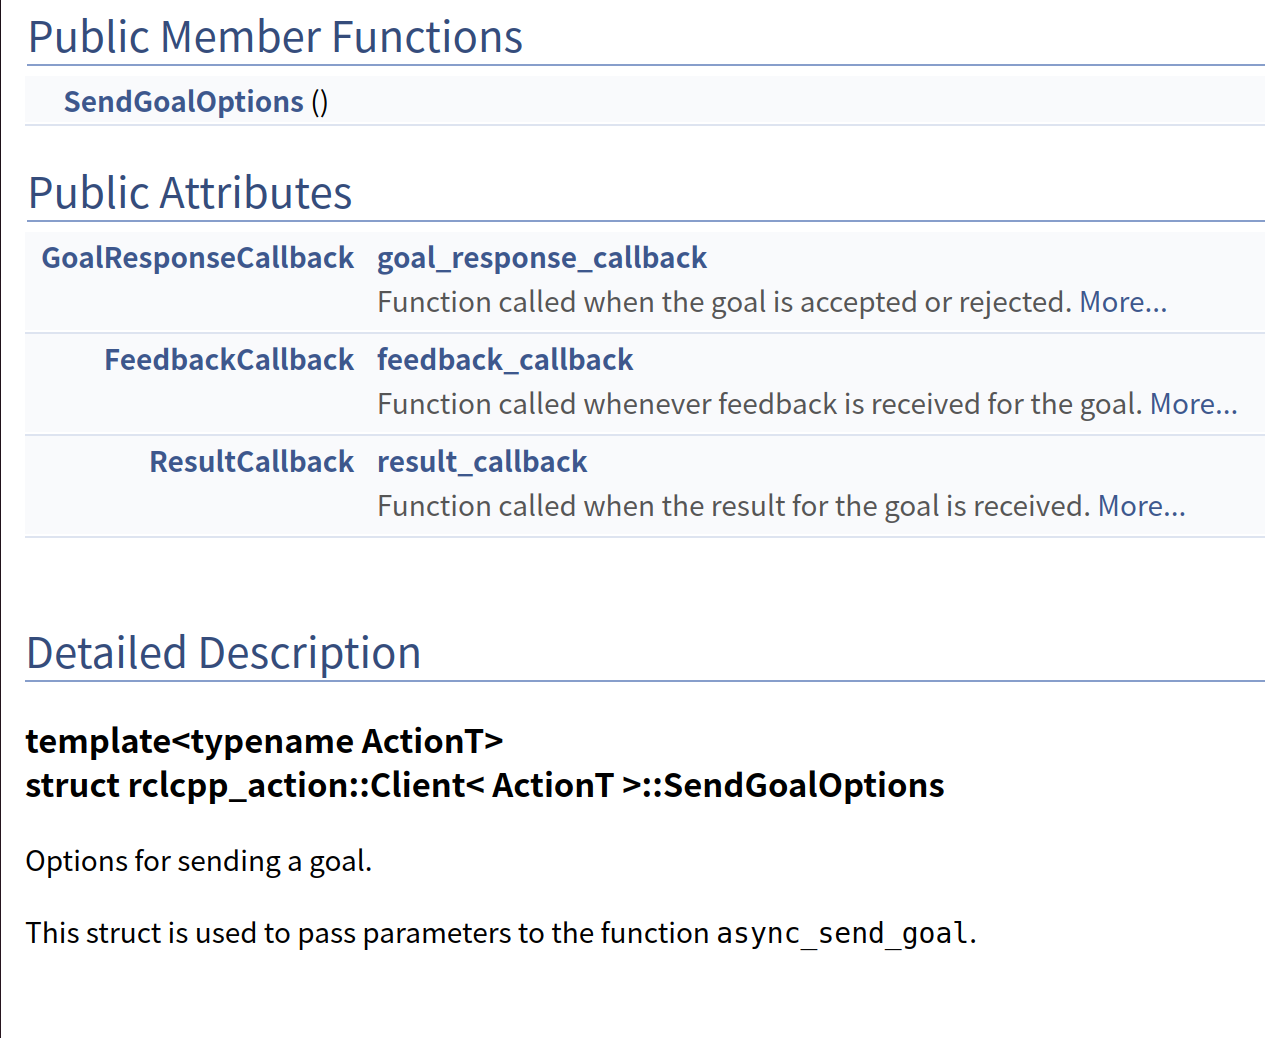 Public Member Functions
SendGoalOptions ()
Public Attributes
GoalResponseCallback goal_response_callback
Function called when the goal is accepted or rejected. More...
FeedbackCallback feedback_callback
Function called whenever feedback is received for the goal. More...
ResultCallback result_callback
Function called when the result for the goal is received. More...
Detailed Description
template<typename ActionT>
struct rclcpp_action::Client< ActionT >::SendGoalOptions
Options for sending a goal.
This struct is used to pass parameters to the function async_send_goal.